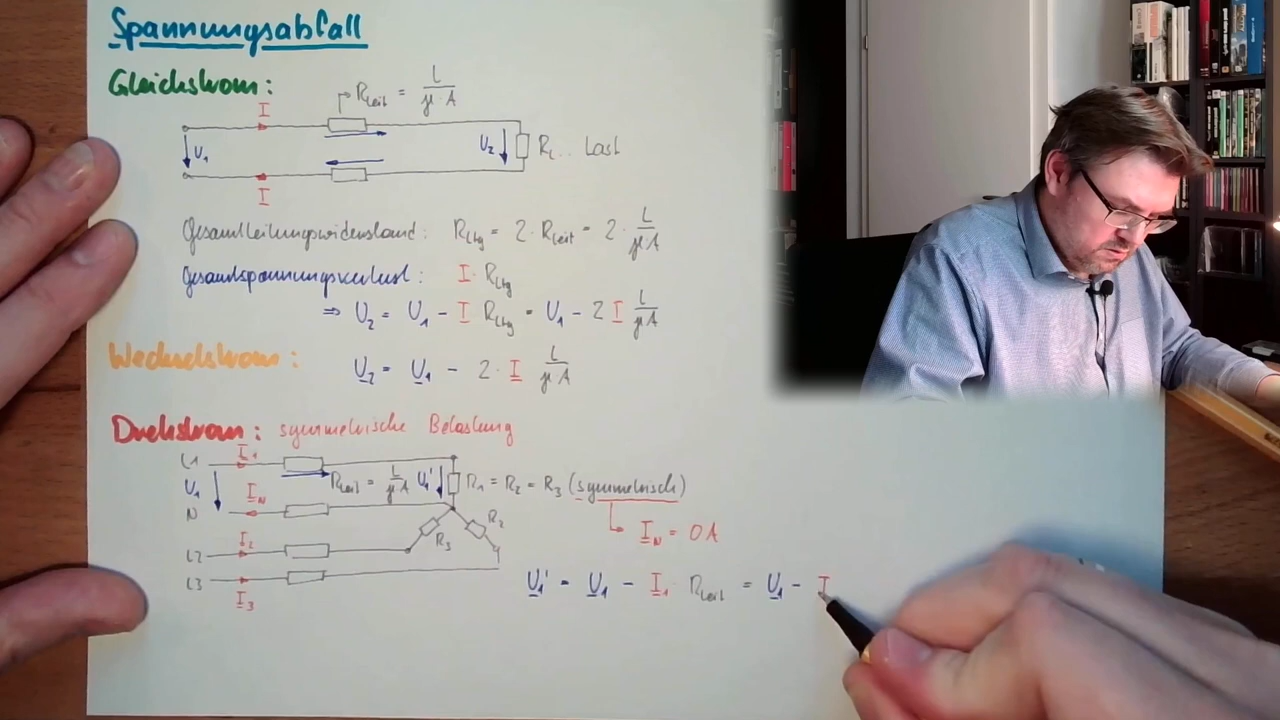 Spannungsabfall
Gleichstrom:
R_Leit = L/(ϰ·A)
I
U₁
U₂
R_L .. Last
I
Gesamtleitungswiderstand: R_Ltg = 2·R_Leit = 2·L/(ϰ·A)
Gesamtspannungsverlust: I·R_Ltg
⇒ U₂ = U₁ − I R_Ltg = U₁ − 2 I L/(ϰ·A)
Wechselstrom: U₂ = U₁ − 2·I L/(ϰ·A)
Drehstrom: symmetrische Belastung
L1 I₁
U₁ I_N R_Leit = L/(ϰ·A) U₁' R₁ = R₂ = R₃ (symmetrisch)
N
I_N = 0A
R₂
R₃
L2 I₂
L3
I₃
U₁' = U₁ − I₁ R_Leit = U₁ − I